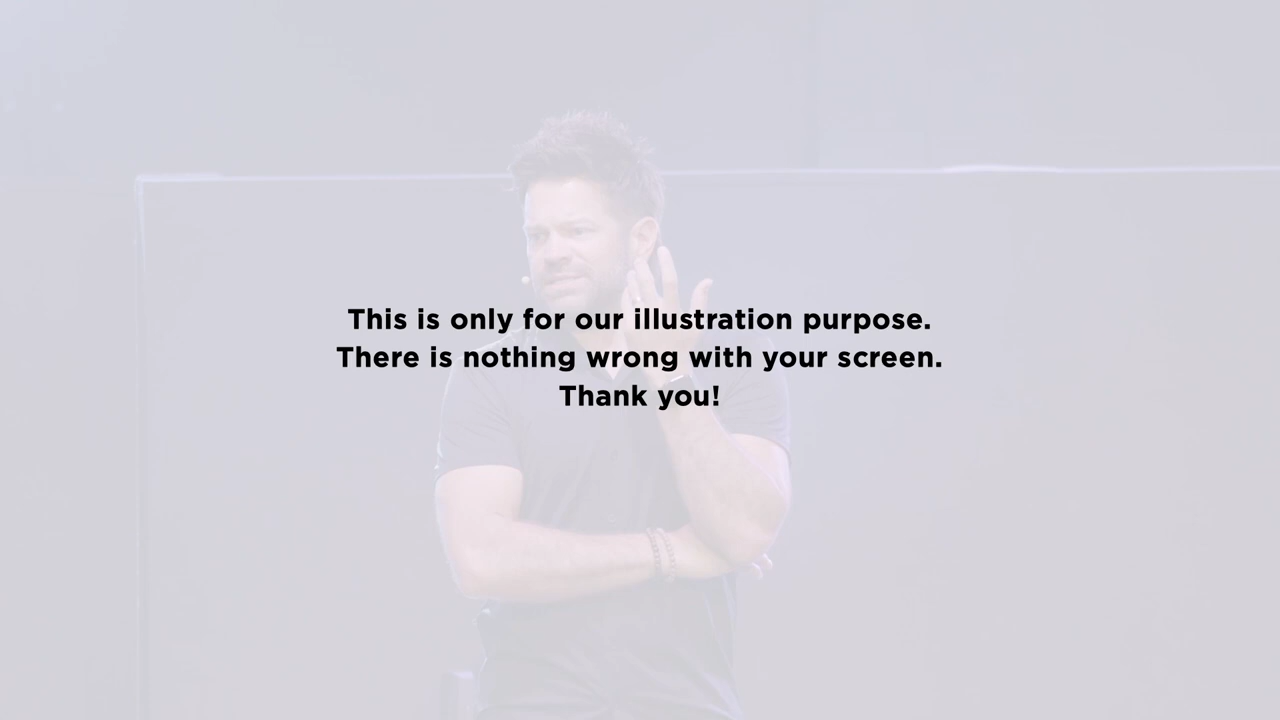 This is only for our illustration purpose.
There is nothing wrong with your screen.
Thank you!